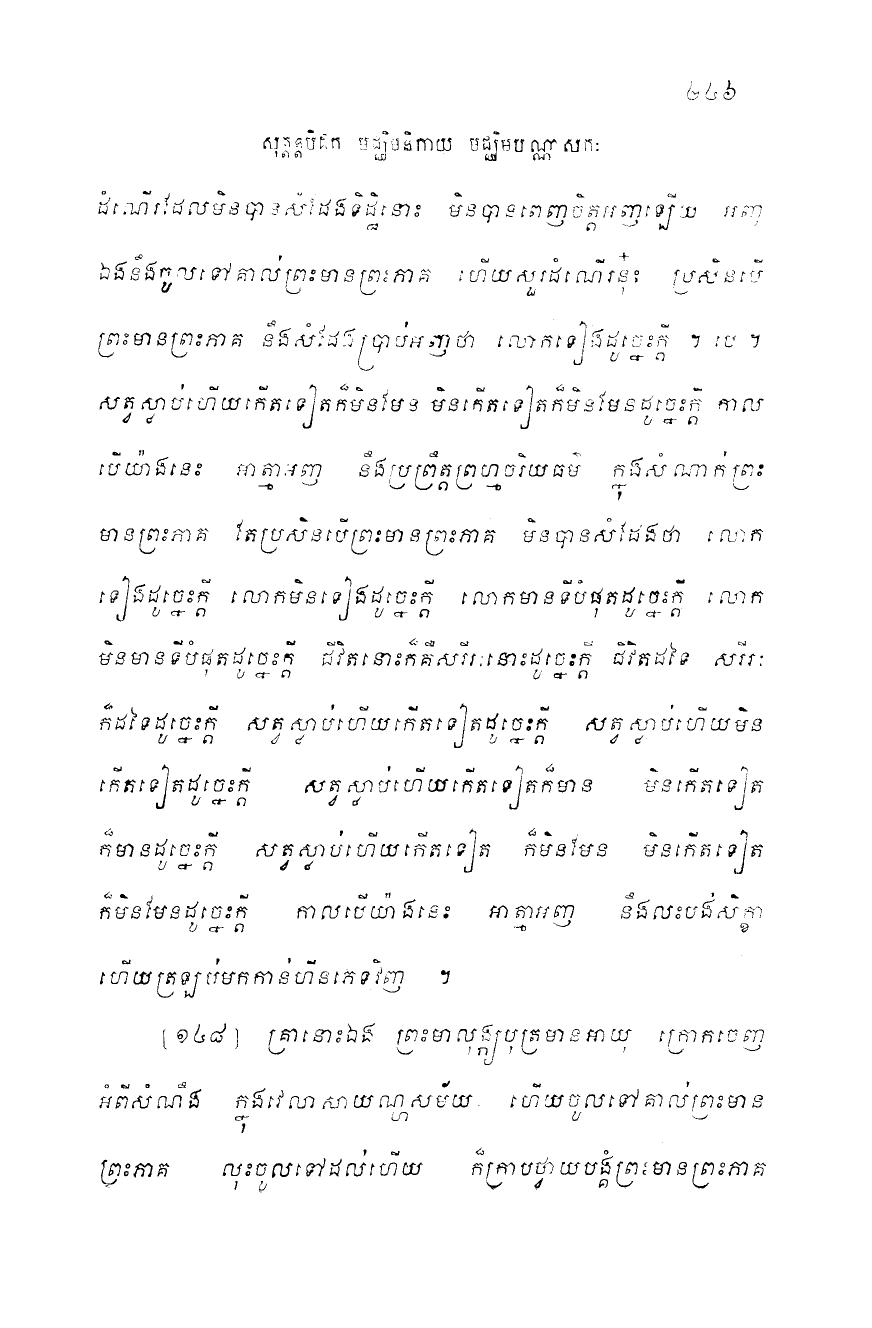 ២៤៦
សុត្តន្តបិដក មជ្ឈិមនិកាយ មជ្ឈិមបណ្ណាសកៈ
ដំណើរដែលមិនបានសំដែងទិដ្ឋិនោះ មិនបានពេញចិត្តអញឡើយ អញ
ឯងនឹងចូលទៅគាល់ព្រះមានព្រះភាគ ហើយសួរដំណើរនុ៎ះ ប្រសិនបើ
ព្រះមានព្រះភាគ នឹងសំដែងប្រាប់អញថា លោកទៀងដូច្នេះក្តី ។ បេ ។
សត្វស្លាប់ហើយកើតទៀតក៏មិនមែន មិនកើតទៀតក៏មិនមែនដូច្នេះក្តី កាល
បើយ៉ាងនេះ អាត្មាអញ នឹងប្រព្រឹត្តព្រហ្មចរិយធម៌ ក្នុងសំណាក់ព្រះ
មានព្រះភាគ តែប្រសិនបើព្រះមានព្រះភាគ មិនបានសំដែងថា លោក
ទៀងដូច្នេះក្តី លោកមិនទៀងដូច្នេះក្តី លោកមានទីបំផុតដូច្នេះក្តី លោក
មិនមានទីបំផុតដូច្នេះក្តី ជីវិតនោះក៏គឺសរីរៈនោះដូច្នេះក្តី ជីវិតដទៃ សរីរៈ
ក៏ដទៃដូច្នេះក្តី សត្វស្លាប់ហើយកើតទៀតដូច្នេះក្តី សត្វស្លាប់ហើយមិន
កើតទៀតដូច្នេះក្តី សត្វស្លាប់ហើយកើតទៀតក៏មាន មិនកើតទៀត
ក៏មានដូច្នេះក្តី សត្វស្លាប់ហើយកើតទៀត ក៏មិនមែន មិនកើតទៀត
ក៏មិនមែនដូច្នេះក្តី កាលបើយ៉ាងនេះ អាត្មាអញ នឹងលះបង់សិក្ខា
ហើយត្រឡប់មកកាន់ហីនភេទវិញ ។
[១៤៨] គ្រានោះឯង ព្រះមាលុង្ក្យបុត្រមានអាយុ ក្រោកចេញ
អំពីសំណឹង ក្នុងវេលាសាយណ្ហសម័យ ហើយចូលទៅគាល់ព្រះមាន
ព្រះភាគ លុះចូលទៅដល់ហើយ ក៏ក្រាបថ្វាយបង្គំព្រះមានព្រះភាគ